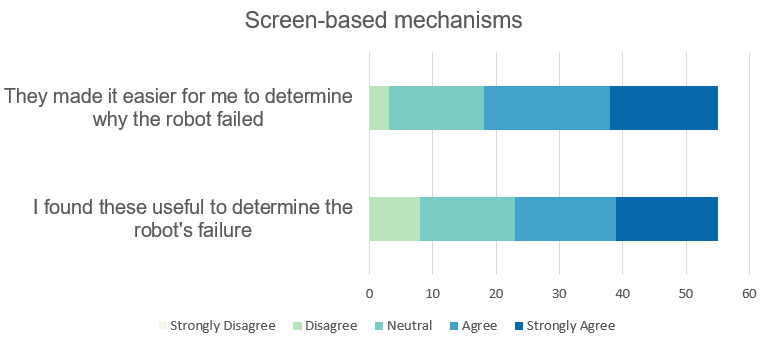 Screen-based mechanisms
They made it easier for me to determine
why the robot failed
I found these useful to determine the
robot's failure
0 10 20 30 40 50 60
Strongly Disagree Disagree Neutral Agree Strongly Agree